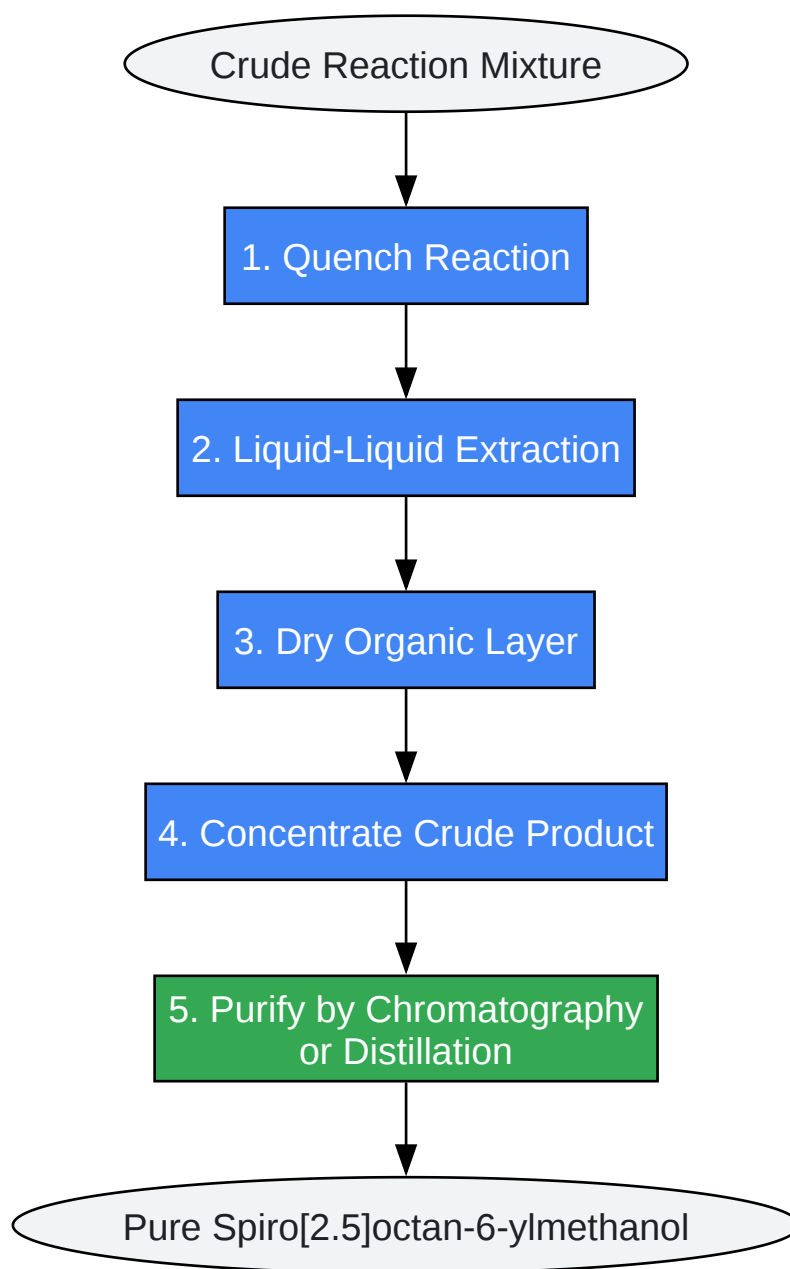 Crude Reaction Mixture
1. Quench Reaction
2. Liquid-Liquid Extraction
3. Dry Organic Layer
4. Concentrate Crude Product
5. Purify by Chromatography
or Distillation
Pure Spiro[2.5]octan-6-ylmethanol